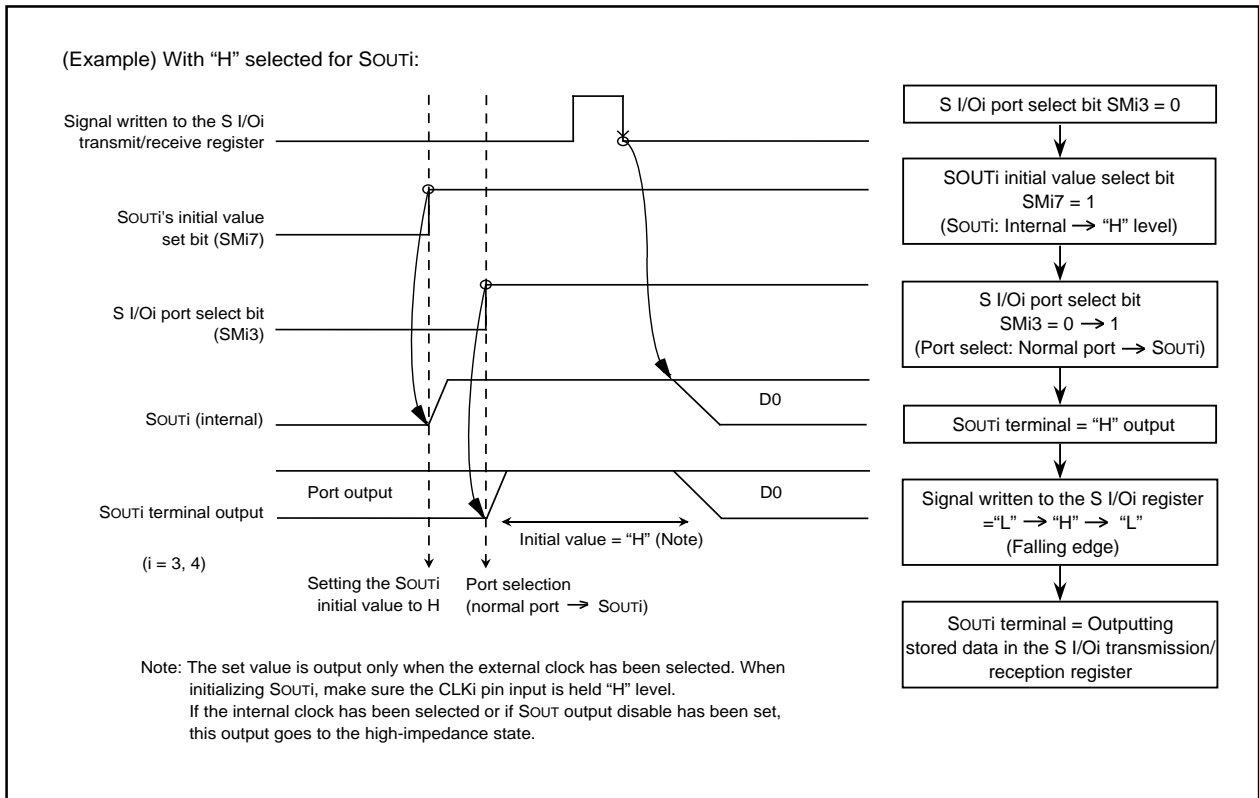 (Example) With “H” selected for SOUTi:
Signal written to the S I/Oi
transmit/receive register
SOUTi's initial value
set bit (SMi7)
S I/Oi port select bit
(SMi3)
SOUTi (internal)
D0
Port output
D0
SOUTi terminal output
Initial value = “H” (Note)
(i = 3, 4)
Setting the SOUTi
initial value to H
Port selection
(normal port → SOUTi)
Note: The set value is output only when the external clock has been selected. When
initializing SOUTi, make sure the CLKi pin input is held “H” level.
If the internal clock has been selected or if SOUT output disable has been set,
this output goes to the high-impedance state.
S I/Oi port select bit SMi3 = 0
SOUTi initial value select bit
SMi7 = 1
(SOUTi: Internal → “H” level)
S I/Oi port select bit
SMi3 = 0 → 1
(Port select: Normal port → SOUTi)
SOUTi terminal = “H” output
Signal written to the S I/Oi register
=“L” → “H” → “L”
(Falling edge)
SOUTi terminal = Outputting
stored data in the S I/Oi transmission/
reception register